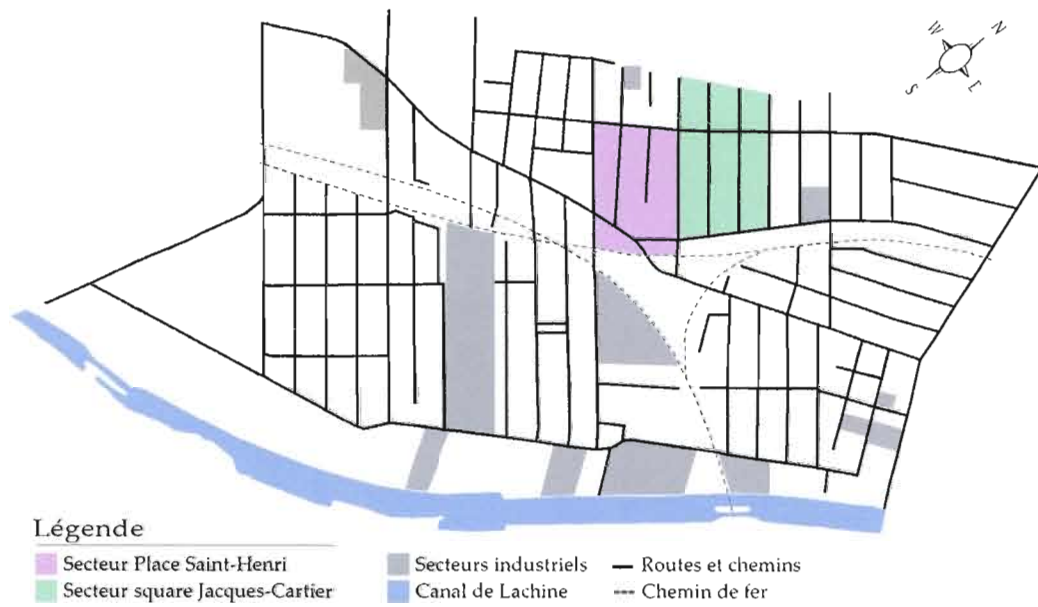 W
N
S
E
Légende
Secteur Place Saint-Henri
Secteur square Jacques-Cartier
Secteurs industriels
Canal de Lachine
Routes et chemins
Chemin de fer